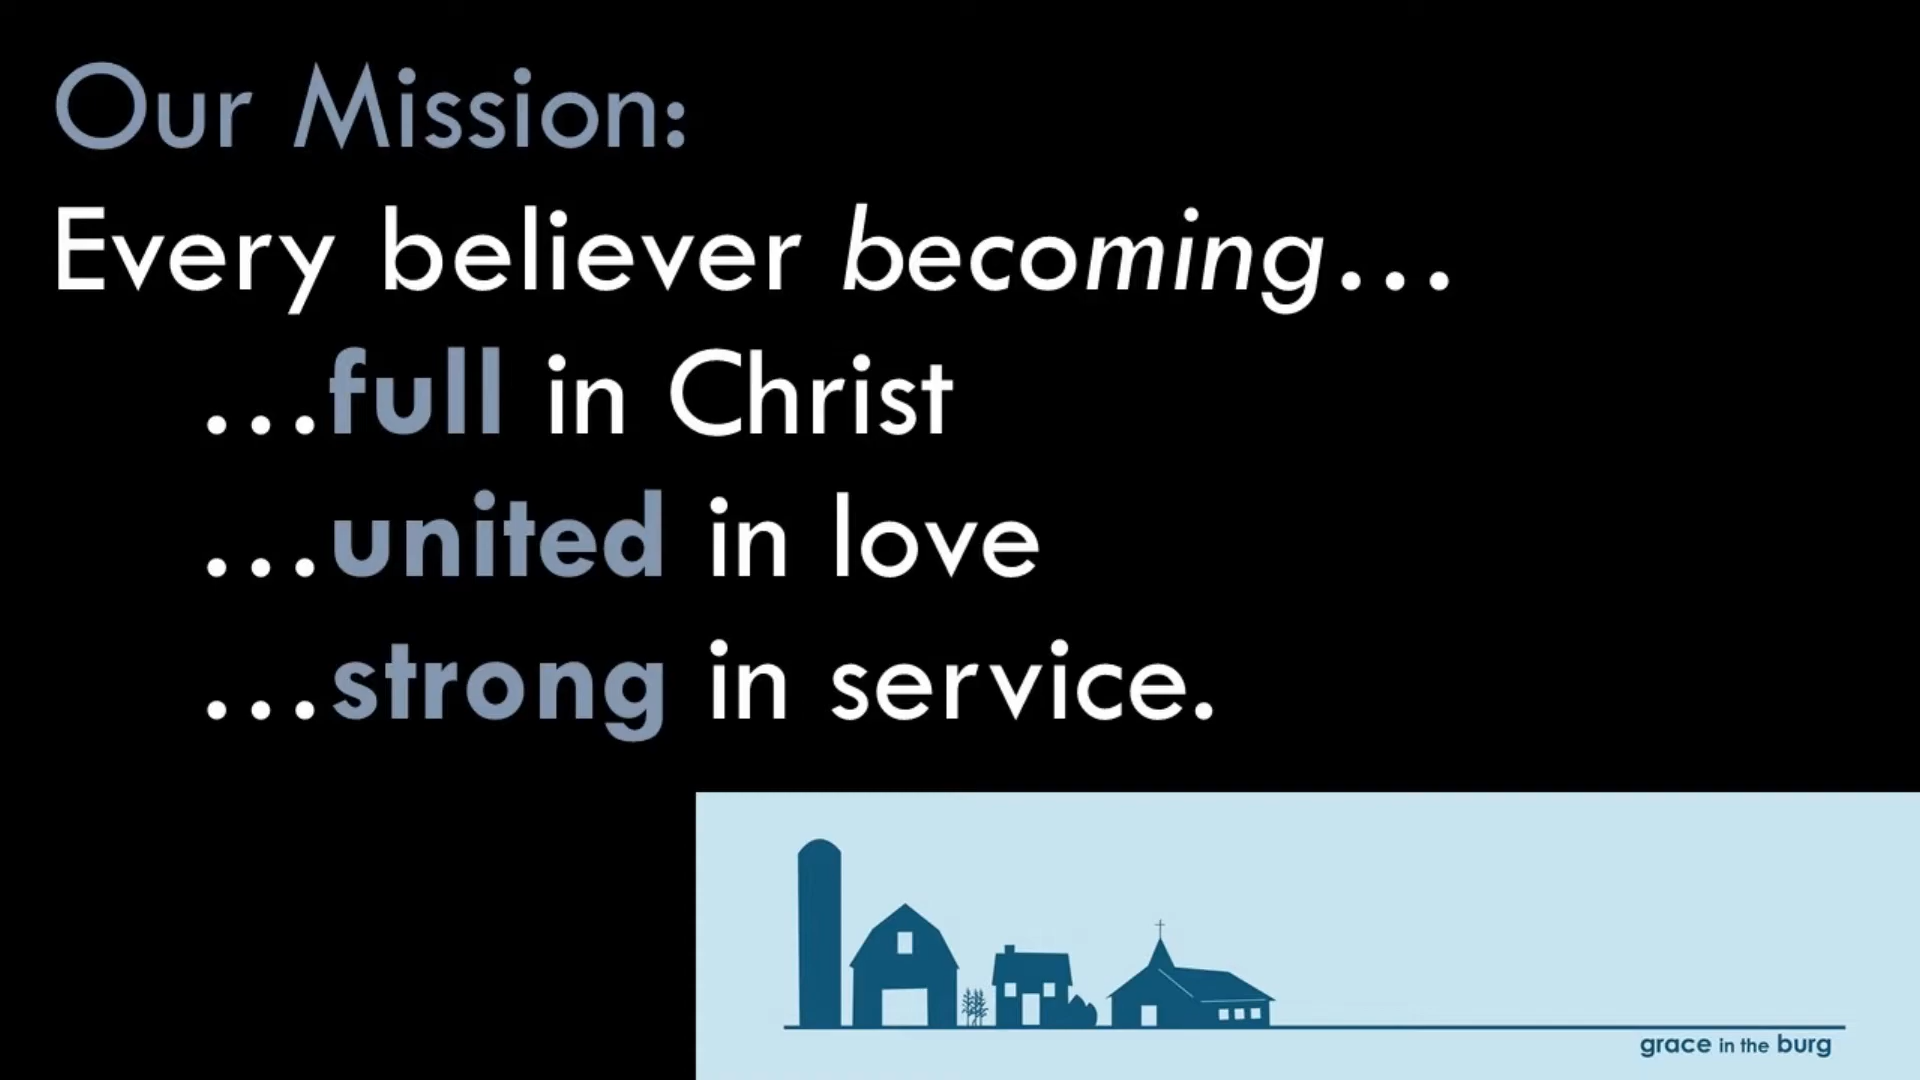 Our Mission:
Every believer becoming...
...full in Christ
...united in love
...strong in service.
grace in the burg